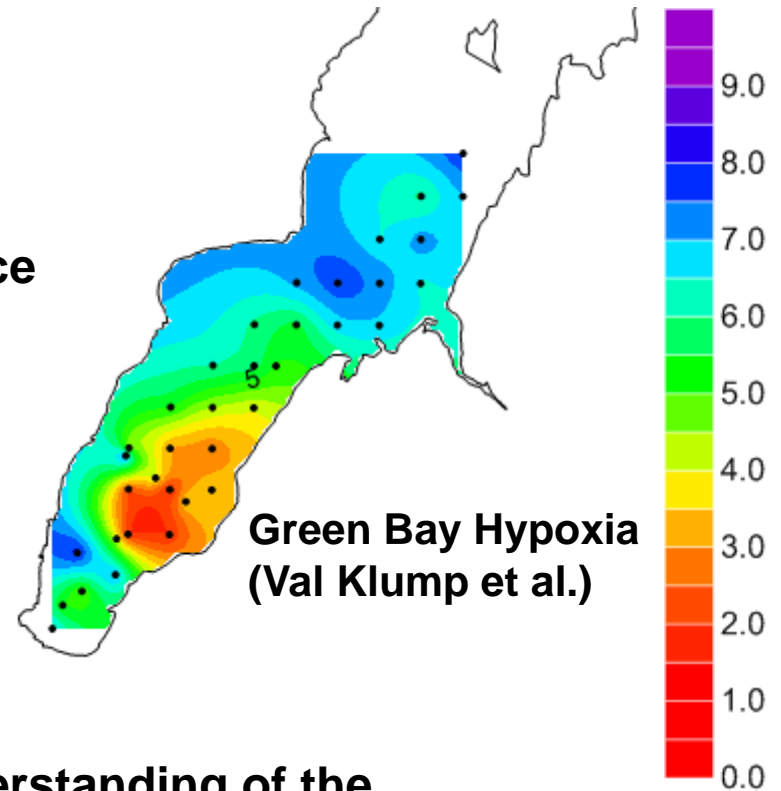 9.0
8.0
7.0
6.0
5.0
4.0
3.0
2.0
1.0
0.0
ce
5
Green Bay Hypoxia
(Val Klump et al.)
erstanding of the